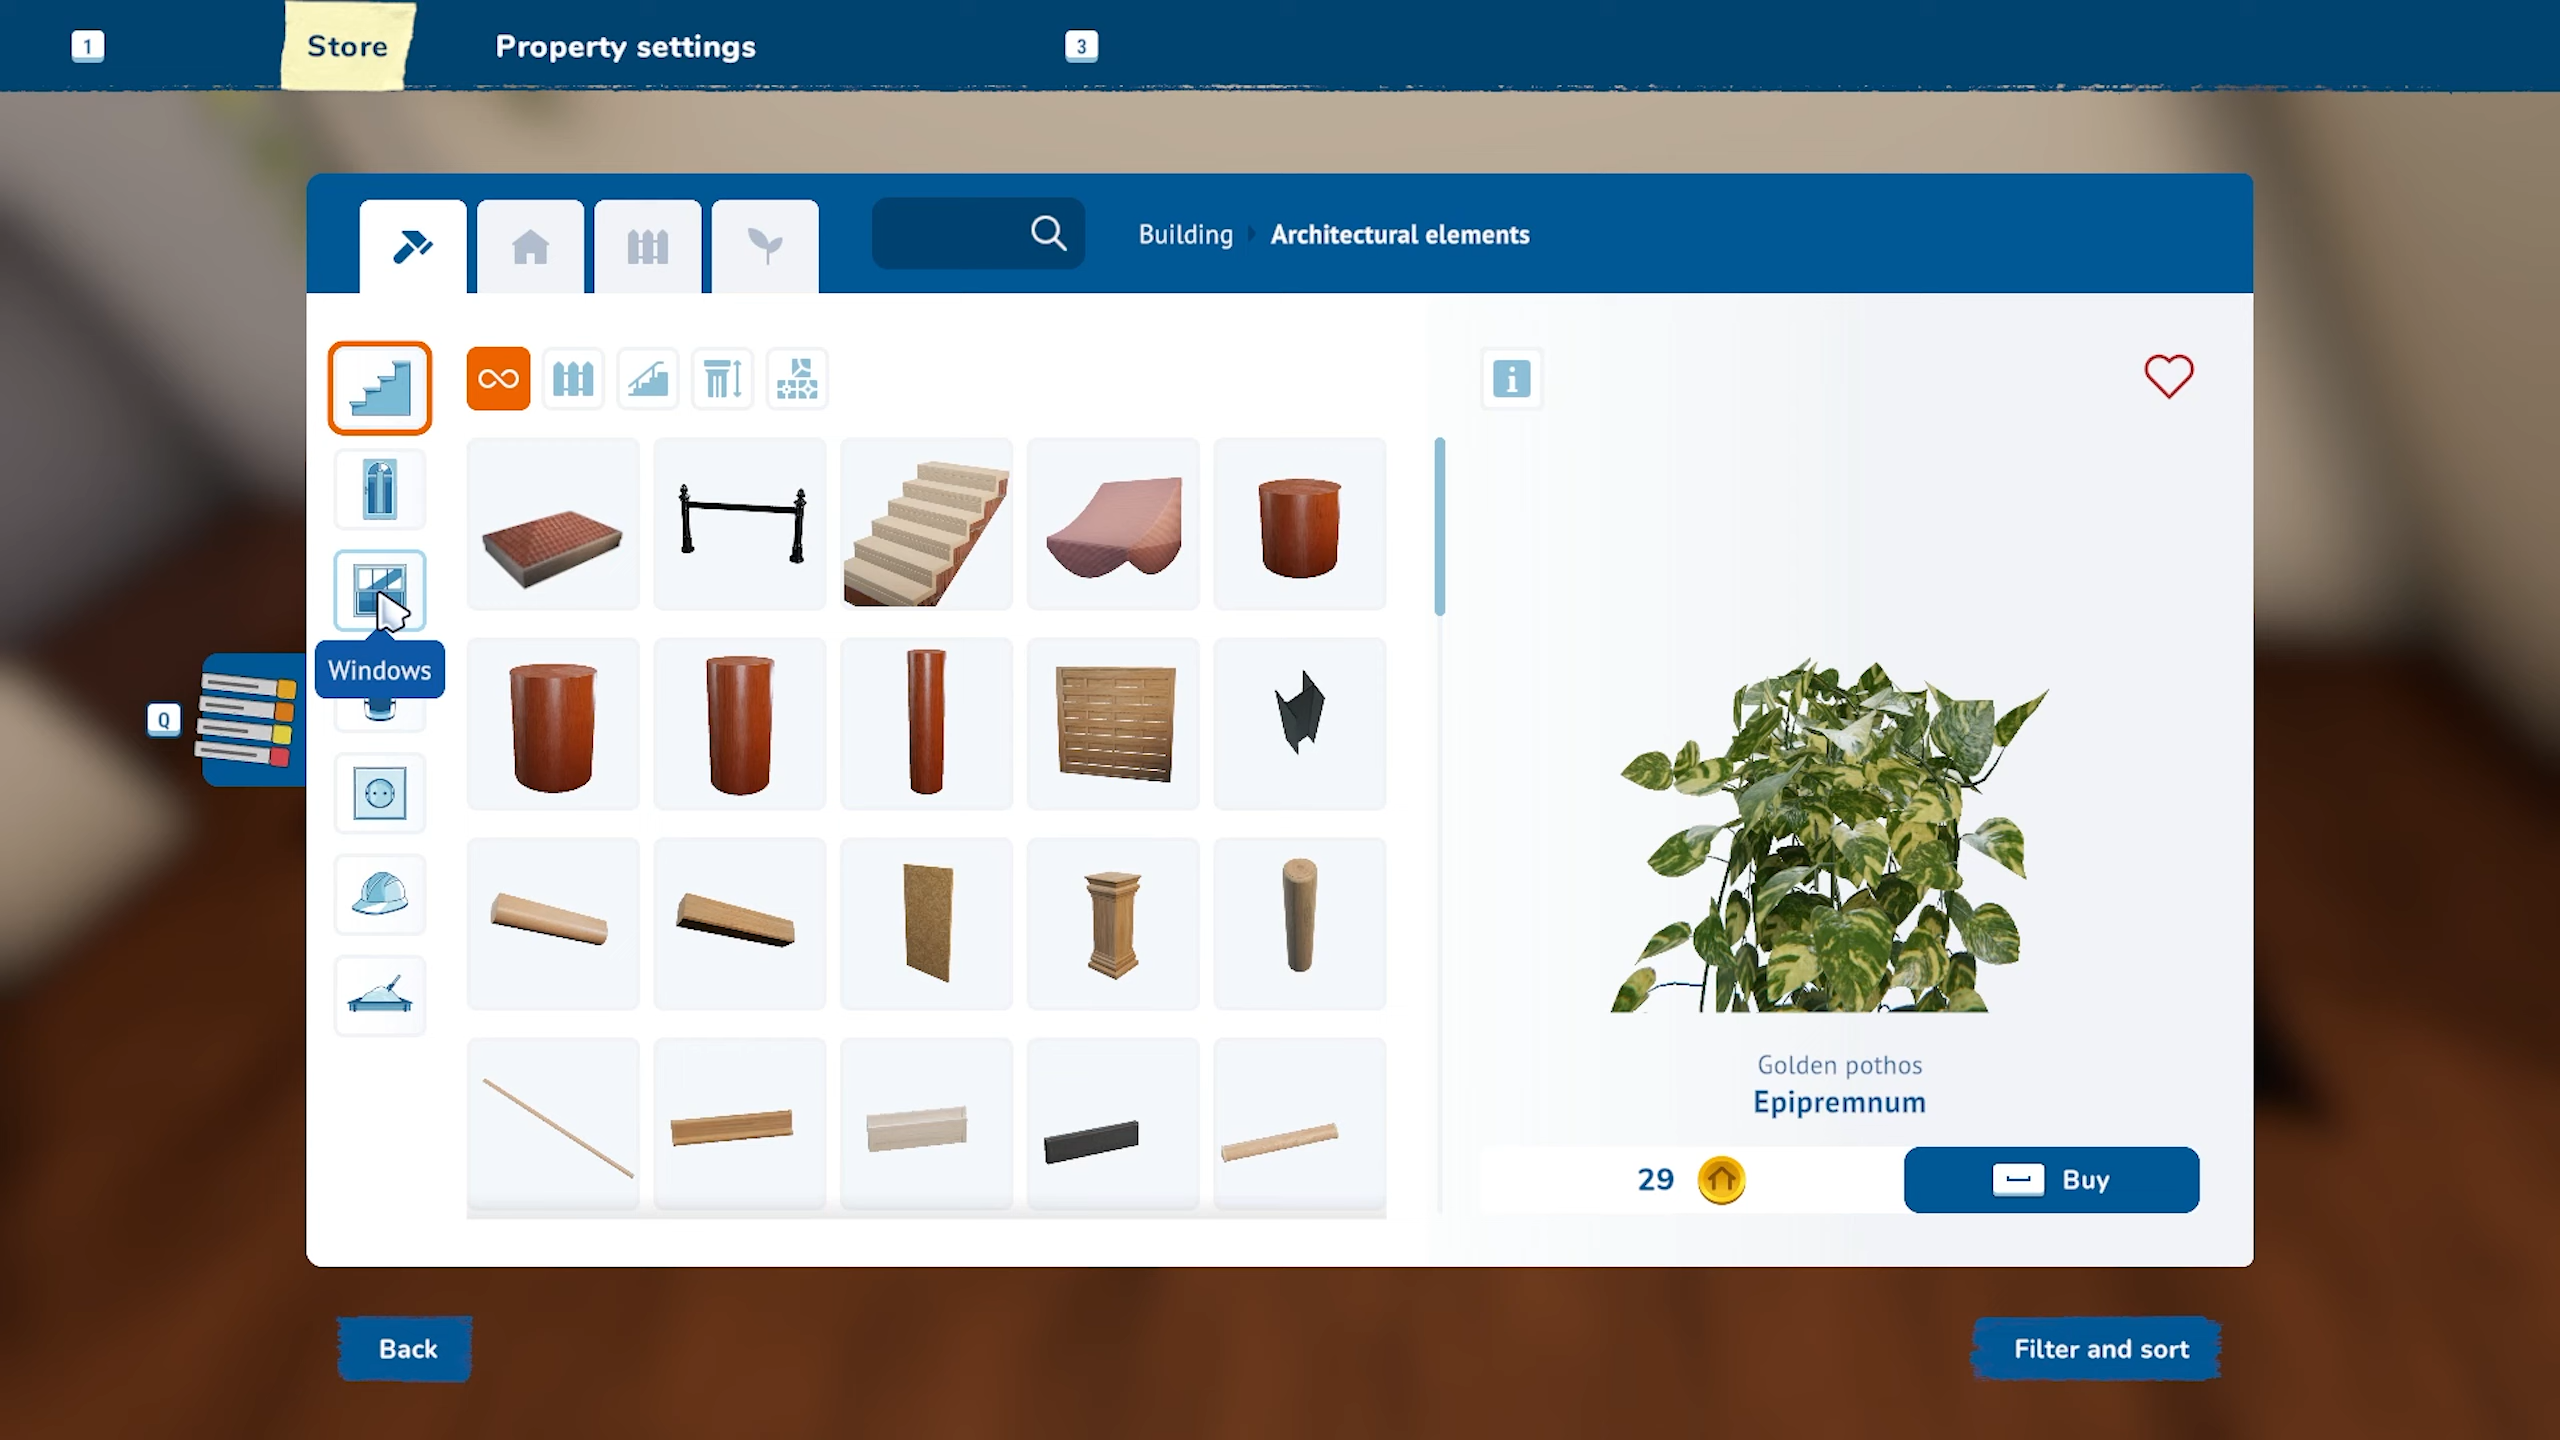 1
Store
Property settings
3
Building
Architectural elements
Windows
Q
Golden pothos
Epipremnum
29
Buy
Back
Filter and sort